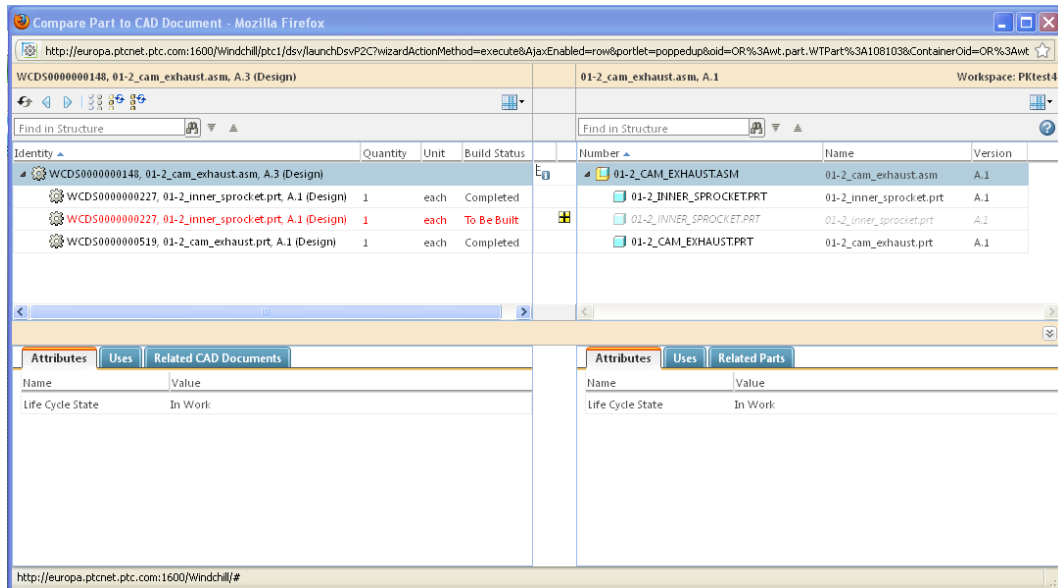 Compare Part to CAD Document - Mozilla Firefox
http://europa.ptcnet.ptc.com:1600/Windchill/ptc1/dsv/launchDsvP2C?wizardActionMethod=execute&AjaxEnabled=row&portlet=poppedup&oid=OR%3Awt.part.WTPart%3A108103&ContainerOid=OR%3Awt
WCDS0000000148, 01-2_cam_exhaust.asm, A.3 (Design) 01-2_cam_exhaust.asm, A.1 Workspace: PKtest4
Find in Structure Find in Structure
Identity Quantity Unit Build Status Number Name Version
WCDS0000000148, 01-2_cam_exhaust.asm, A.3 (Design) 01-2_CAM_EXHAUST.ASM 01-2_cam_exhaust.asm A.1
WCDS0000000227, 01-2_inner_sprocket.prt, A.1 (Design) 1 each Completed 01-2_INNER_SPROCKET.PRT 01-2_inner_sprocket.prt A.1
WCDS0000000227, 01-2_inner_sprocket.prt, A.1 (Design) 1 each To Be Built 01-2_INNER_SPROCKET.PRT 01-2_inner_sprocket.prt A.1
WCDS0000000519, 01-2_cam_exhaust.prt, A.1 (Design) 1 each Completed 01-2_CAM_EXHAUST.PRT 01-2_cam_exhaust.prt A.1
Attributes Uses Related CAD Documents Attributes Uses Related Parts
Name Value Name Value
Life Cycle State In Work Life Cycle State In Work
http://europa.ptcnet.ptc.com:1600/Windchill/#